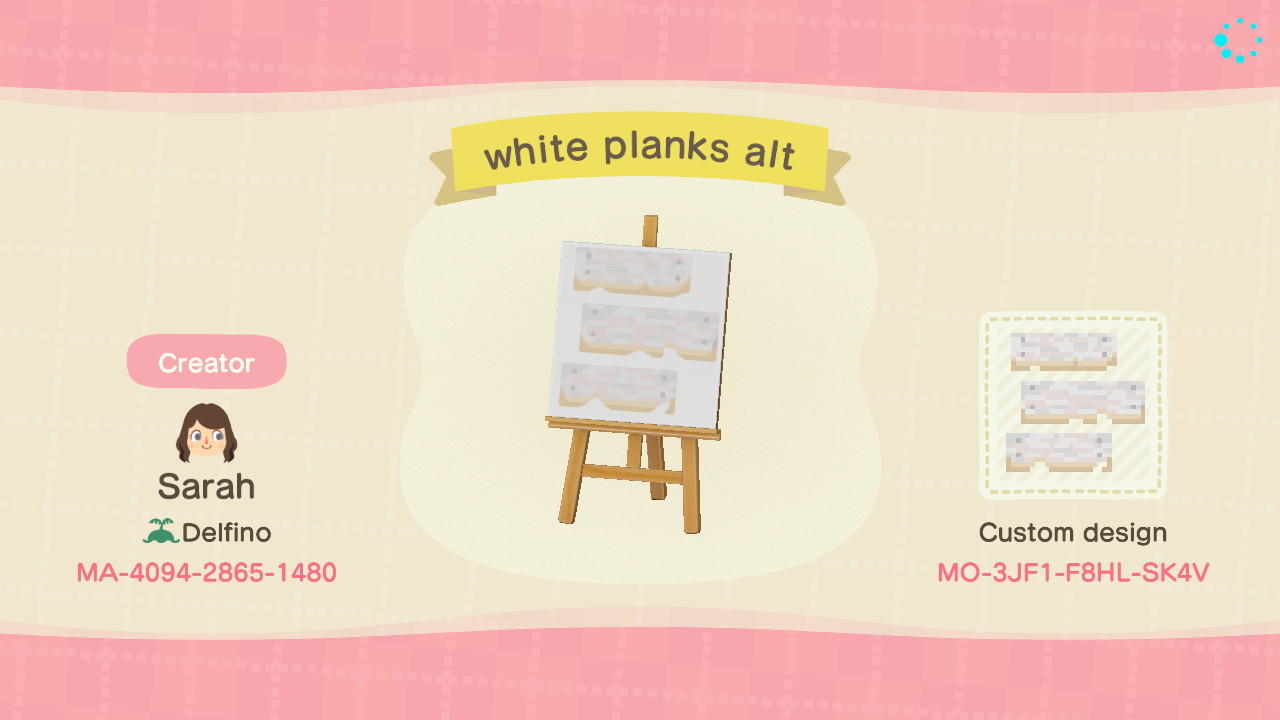 white planks alt
Creator
Sarah
Delfino
MA-4094-2865-1480
Custom design
MO-3JF1-F8HL-SK4V